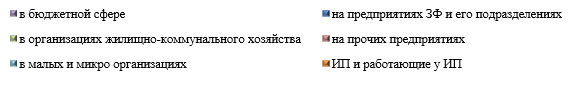 в бюджетной сфере
на предприятиях ЗФ и его подразделениях
в организациях жилищно-коммунального хозяйства
на прочих предприятиях
в малых и микро организациях
ИП и работающие у ИП